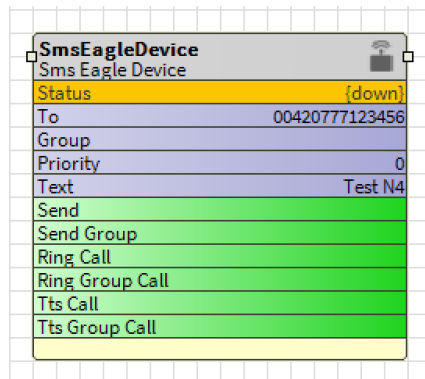 SmsEagleDevice
Sms Eagle Device
Status {down}
To 00420777123456
Group
Priority 0
Text Test N4
Send
Send Group
Ring Call
Ring Group Call
Tts Call
Tts Group Call